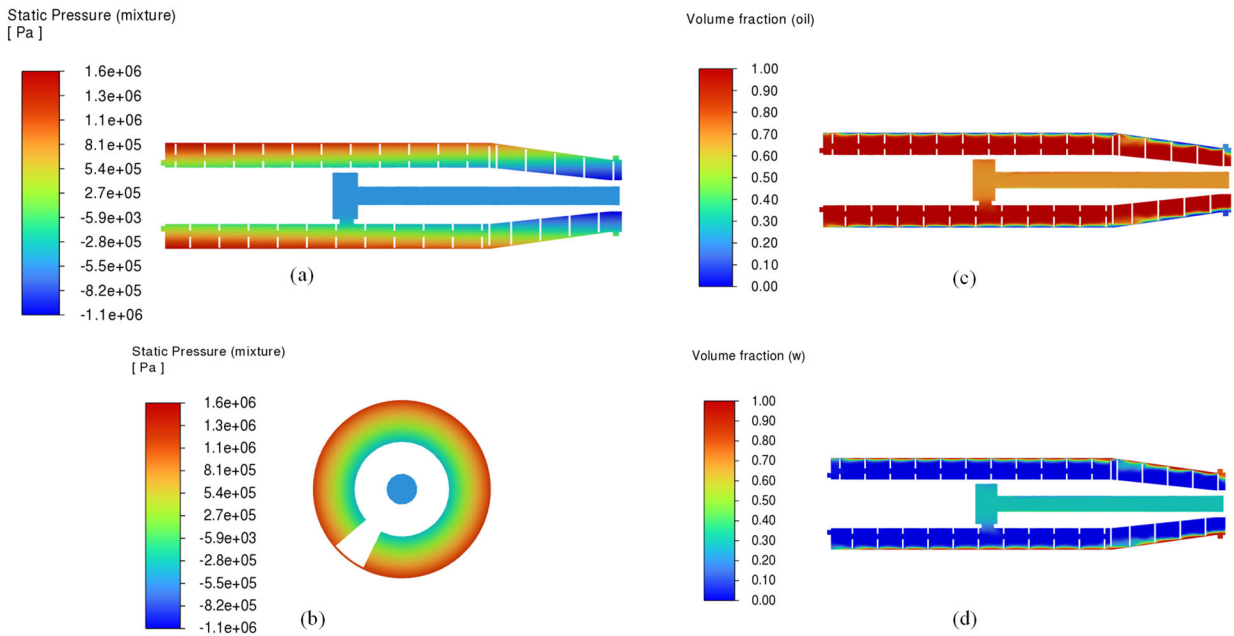 Static Pressure (mixture)
[ Pa ]
1.6e+06
1.3e+06
1.1e+06
8.1e+05
5.4e+05
2.7e+05
-5.9e+03
-2.8e+05
-5.5e+05
-8.2e+05
-1.1e+06
(a)
Static Pressure (mixture)
[ Pa ]
1.6e+06
1.3e+06
1.1e+06
8.1e+05
5.4e+05
2.7e+05
-5.9e+03
-2.8e+05
-5.5e+05
-8.2e+05
-1.1e+06
(b)
Volume fraction (oil)
1.00
0.90
0.80
0.70
0.60
0.50
0.40
0.30
0.20
0.10
0.00
(c)
Volume fraction (w)
1.00
0.90
0.80
0.70
0.60
0.50
0.40
0.30
0.20
0.10
0.00
(d)